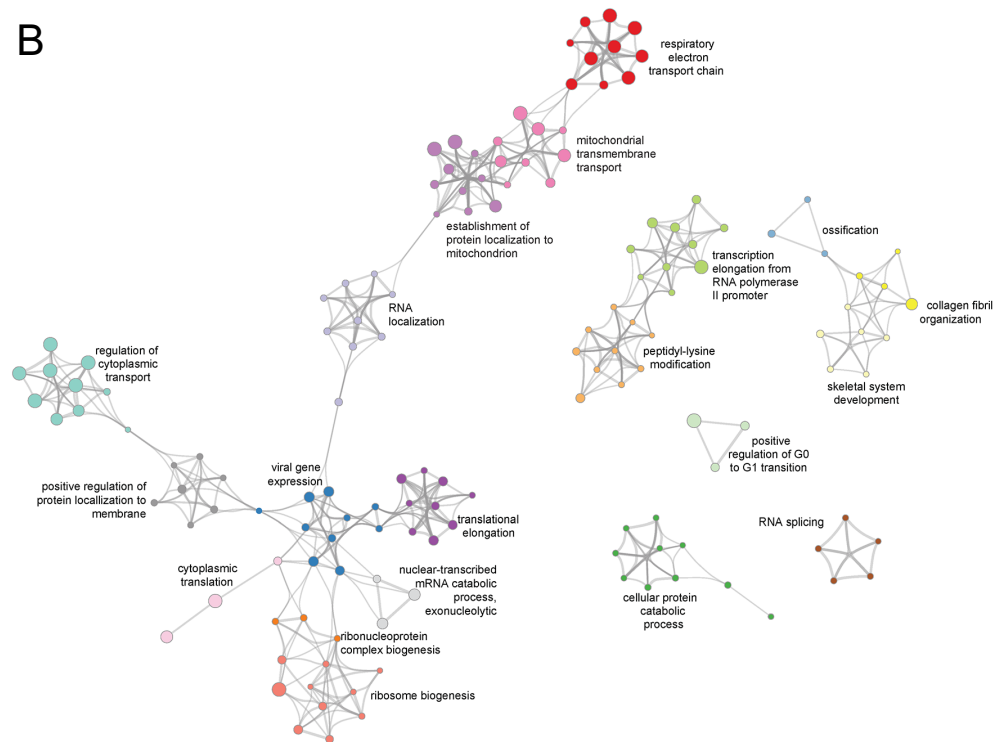 B
respiratory
electron
transport chain
mitochondrial
transmembrane
transport
establishment of
protein localization to
mitochondrion
transcription
elongation from
RNA polymerase
II promoter
ossification
collagen fibril
organization
RNA
localization
peptidyl-lysine
modification
skeletal system
development
regulation of
cytoplasmic
transport
positive
regulation of G0
to G1 transition
viral gene
expression
positive regulation of
protein locallization to
membrane
translational
elongation
RNA splicing
cytoplasmic
translation
nuclear-transcribed
mRNA catabolic
process,
exonucleolytic
cellular protein
catabolic
process
ribonucleoprotein
complex biogenesis
ribosome biogenesis